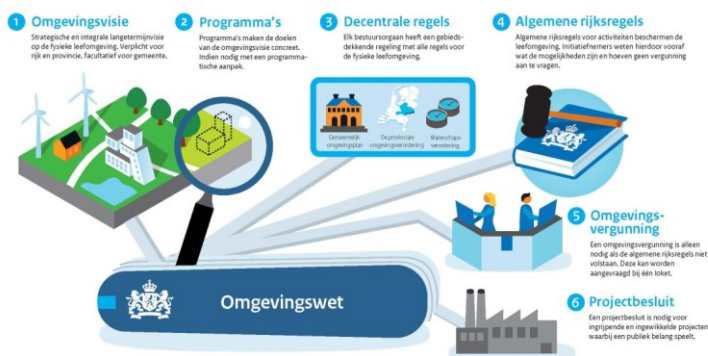 1 Omgevingsvisie
Strategische en integrale langetermijnvisie
op de fysieke leefomgeving. Verplicht voor
rijk en provincie, facultatief voor gemeente.
2 Programma's
Programma's maken de doelen
van de omgevingsvisie concreet.
Indien nodig met een programma-
tische aanpak.
3 Decentrale regels
Elk bestuursorgaan heeft een gebieds-
dekkende regeling met alle regels voor
de fysieke leefomgeving.
Gemeentelijk
omgevingsplan
De provinciale
omgevingsverordening
Waterschaps-
verordening
4 Algemene rijksregels
Algemene rijksregels voor activiteiten beschermen de
leefomgeving. Initiatiefnemers weten hierdoor vooraf
wat de mogelijkheden zijn en hoeven geen vergunning
aan te vragen.
5 Omgevings-
vergunning
Een omgevingsvergunning is alleen
nodig als de algemene rijksregels niet
volstaan. Deze kan worden
aangevraagd bij één loket.
6 Projectbesluit
Een projectbesluit is nodig voor
ingrijpende en ingewikkelde projecten
waarbij een publiek belang speelt.
Omgevingswet